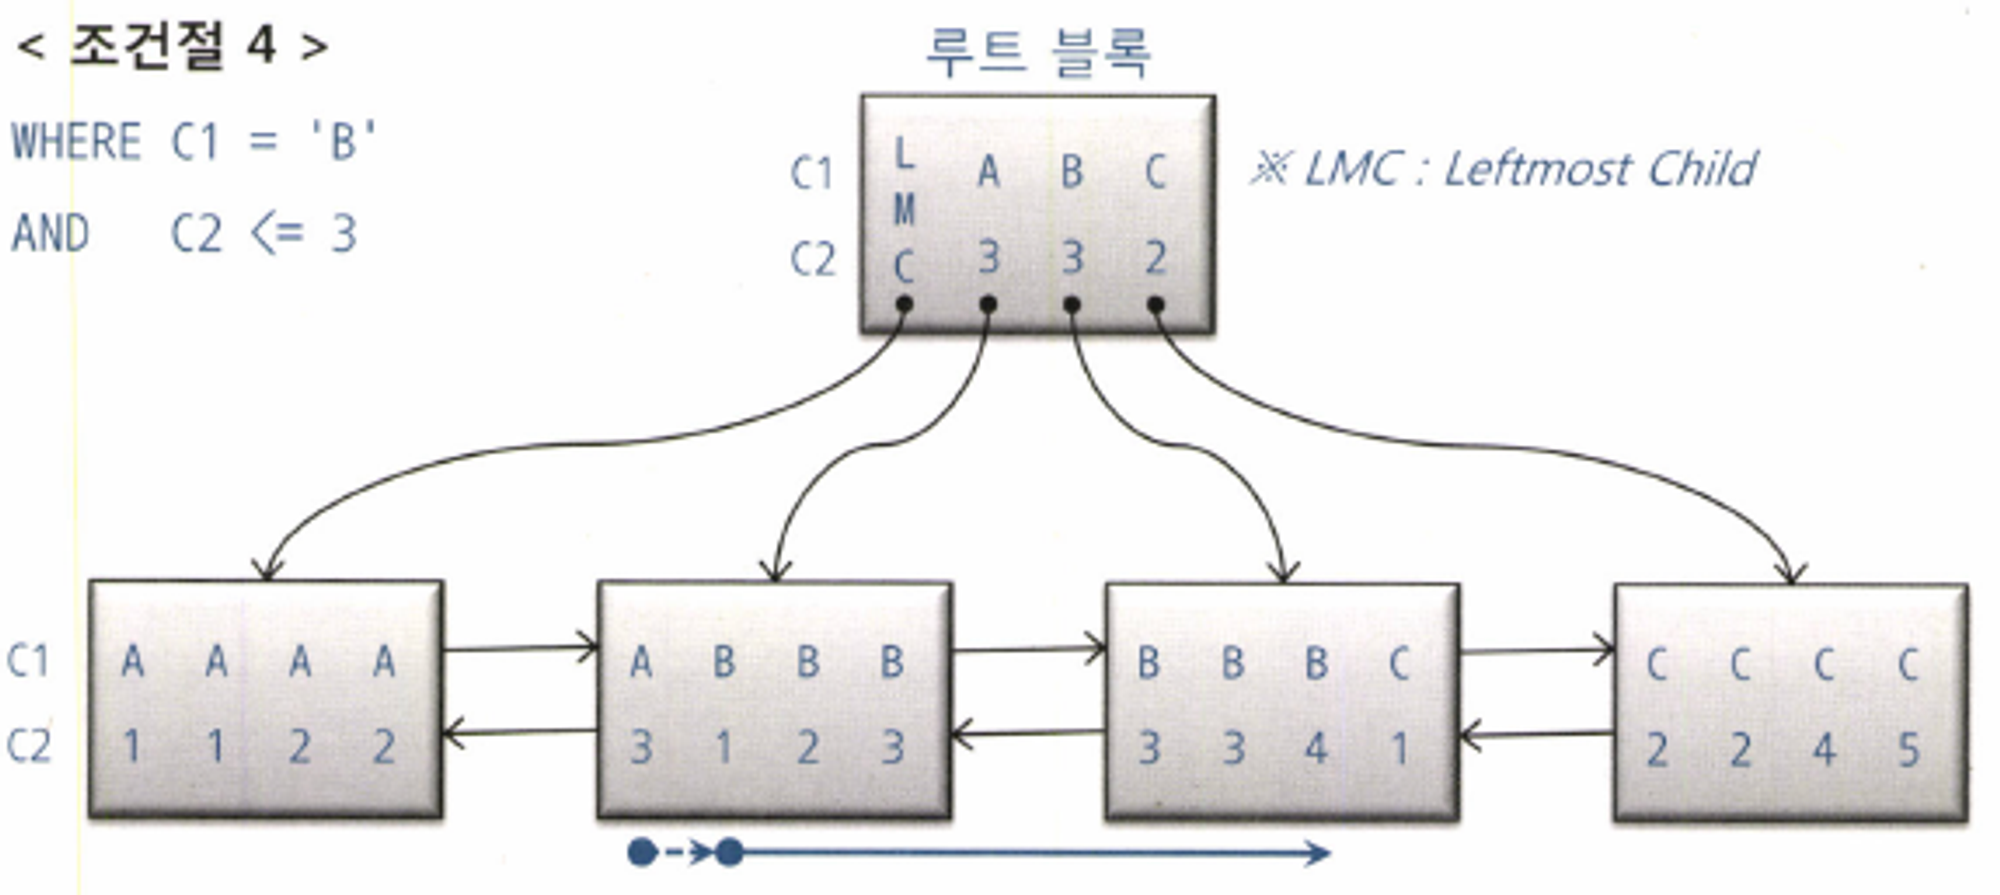 < 조건절 4 >
WHERE C1 = 'B'
AND C2 <= 3
루트 블록
C1 L M C A B C
C2 3 3 2
※ LMC : Leftmost Child
C1 A A A A A B B B B B B C C C C C
C2 1 1 2 2 3 1 2 3 3 3 4 1 2 2 4 5